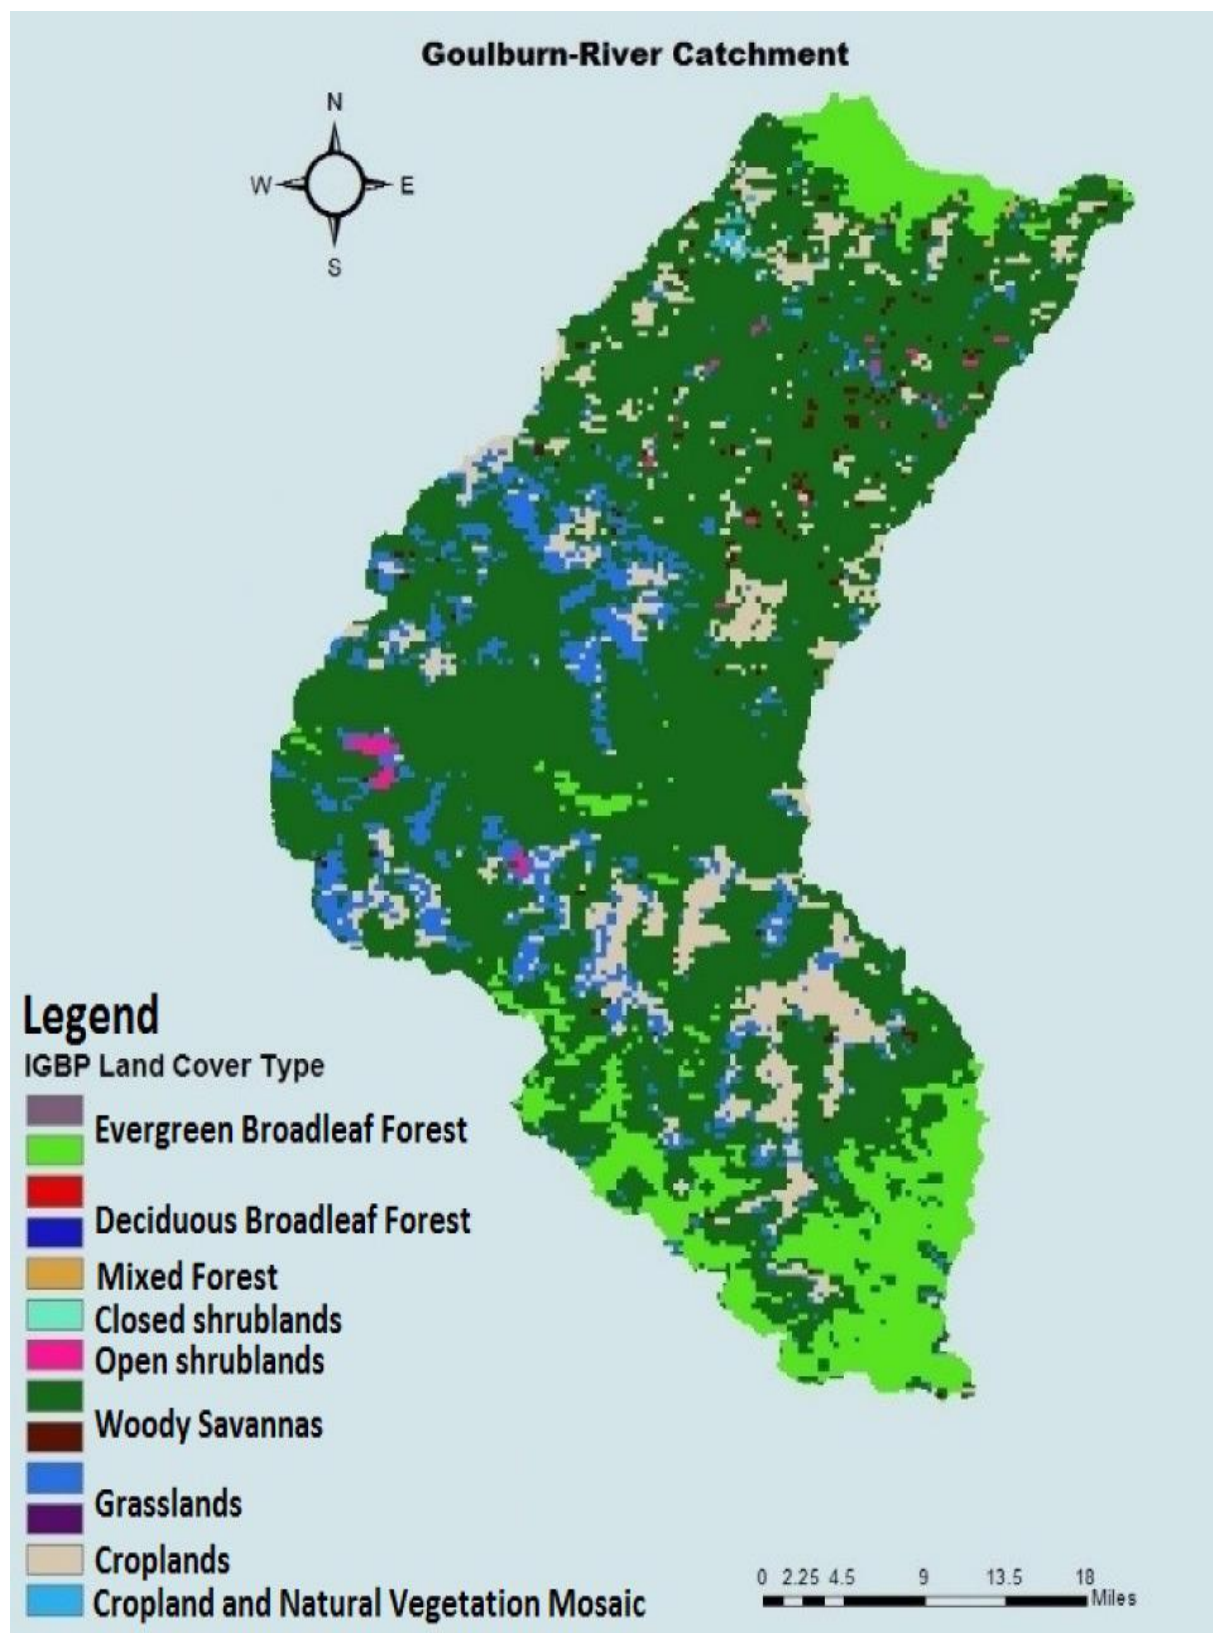 Goulburn-River Catchment
N
W E
S
Legend
IGBP Land Cover Type
Evergreen Broadleaf Forest
Deciduous Broadleaf Forest
Mixed Forest
Closed shrublands
Open shrublands
Woody Savannas
Grasslands
Croplands
Cropland and Natural Vegetation Mosaic
0 2.25 4.5 9 13.5 18
Miles